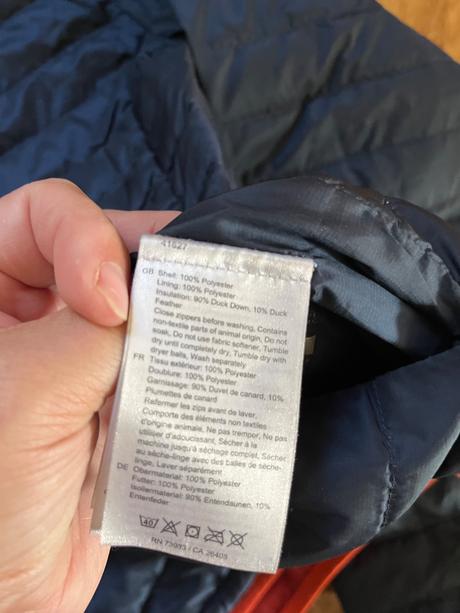 41627
GB Shell: 100% Polyester
Lining: 100% Polyester
Insulation: 90% Duck Down, 10% Duck
Feather
Close zippers before washing, Contains
non-textile parts of animal origin, Do not
soak, Do not use fabric softener, Tumble
dry until completely dry, Tumble dry with
dryer balls, Wash separately
FR Tissu extérieur: 100% Polyester
Doublure: 100% Polyester
Garnissage: 90% Duvet de canard, 10%
Plumettes de canard
Refermer les zips avant de laver,
Comporte des éléments non textiles
d'origine animale, Ne pas tremper, Ne pas
utiliser d'adoucissant, Sécher à la
machine jusqu'à séchage complet, Sécher
au sèche-linge avec des balles de sèche-
linge, Laver séparément
DE Obermaterial: 100% Polyester
Futter: 100% Polyester
Isoliermaterial: 90% Entendaunen, 10%
Entenfeder
40
RN 73933 / CA 26405